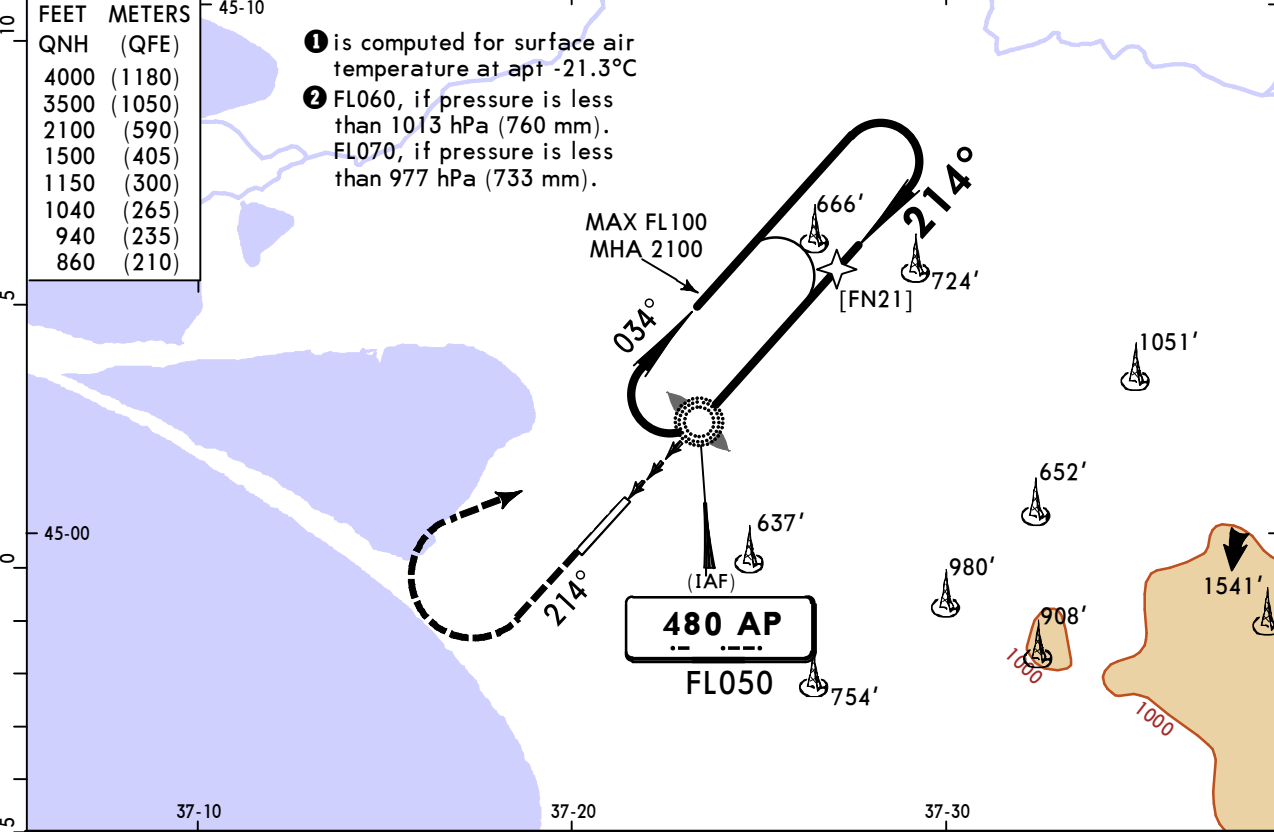 FEET METERS
QNH (QFE)
4000 (1180)
3500 (1050)
2100 (590)
1500 (405)
1150 (300)
1040 (265)
940 (235)
860 (210)
45-10
10
❶ is computed for surface air
temperature at apt -21.3°C
❷ FL060, if pressure is less
than 1013 hPa (760 mm).
FL070, if pressure is less
than 977 hPa (733 mm).
214°
666'
MAX FL100
MHA 2100
724'
[FN21]
5
034°
1051'
652'
45-00
637'
0
980'
(IAF)
1541'
214°
908'
480 AP
1000
FL050
754'
1000
37-10
37-20
37-30
5